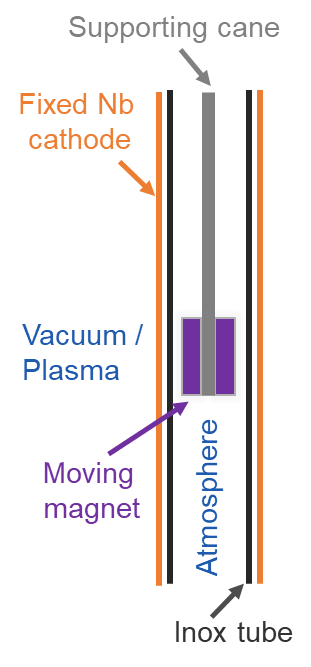 Supporting cane
Fixed Nb
cathode
Vacuum /
Plasma
Moving
magnet
Atmosphere
Inox tube